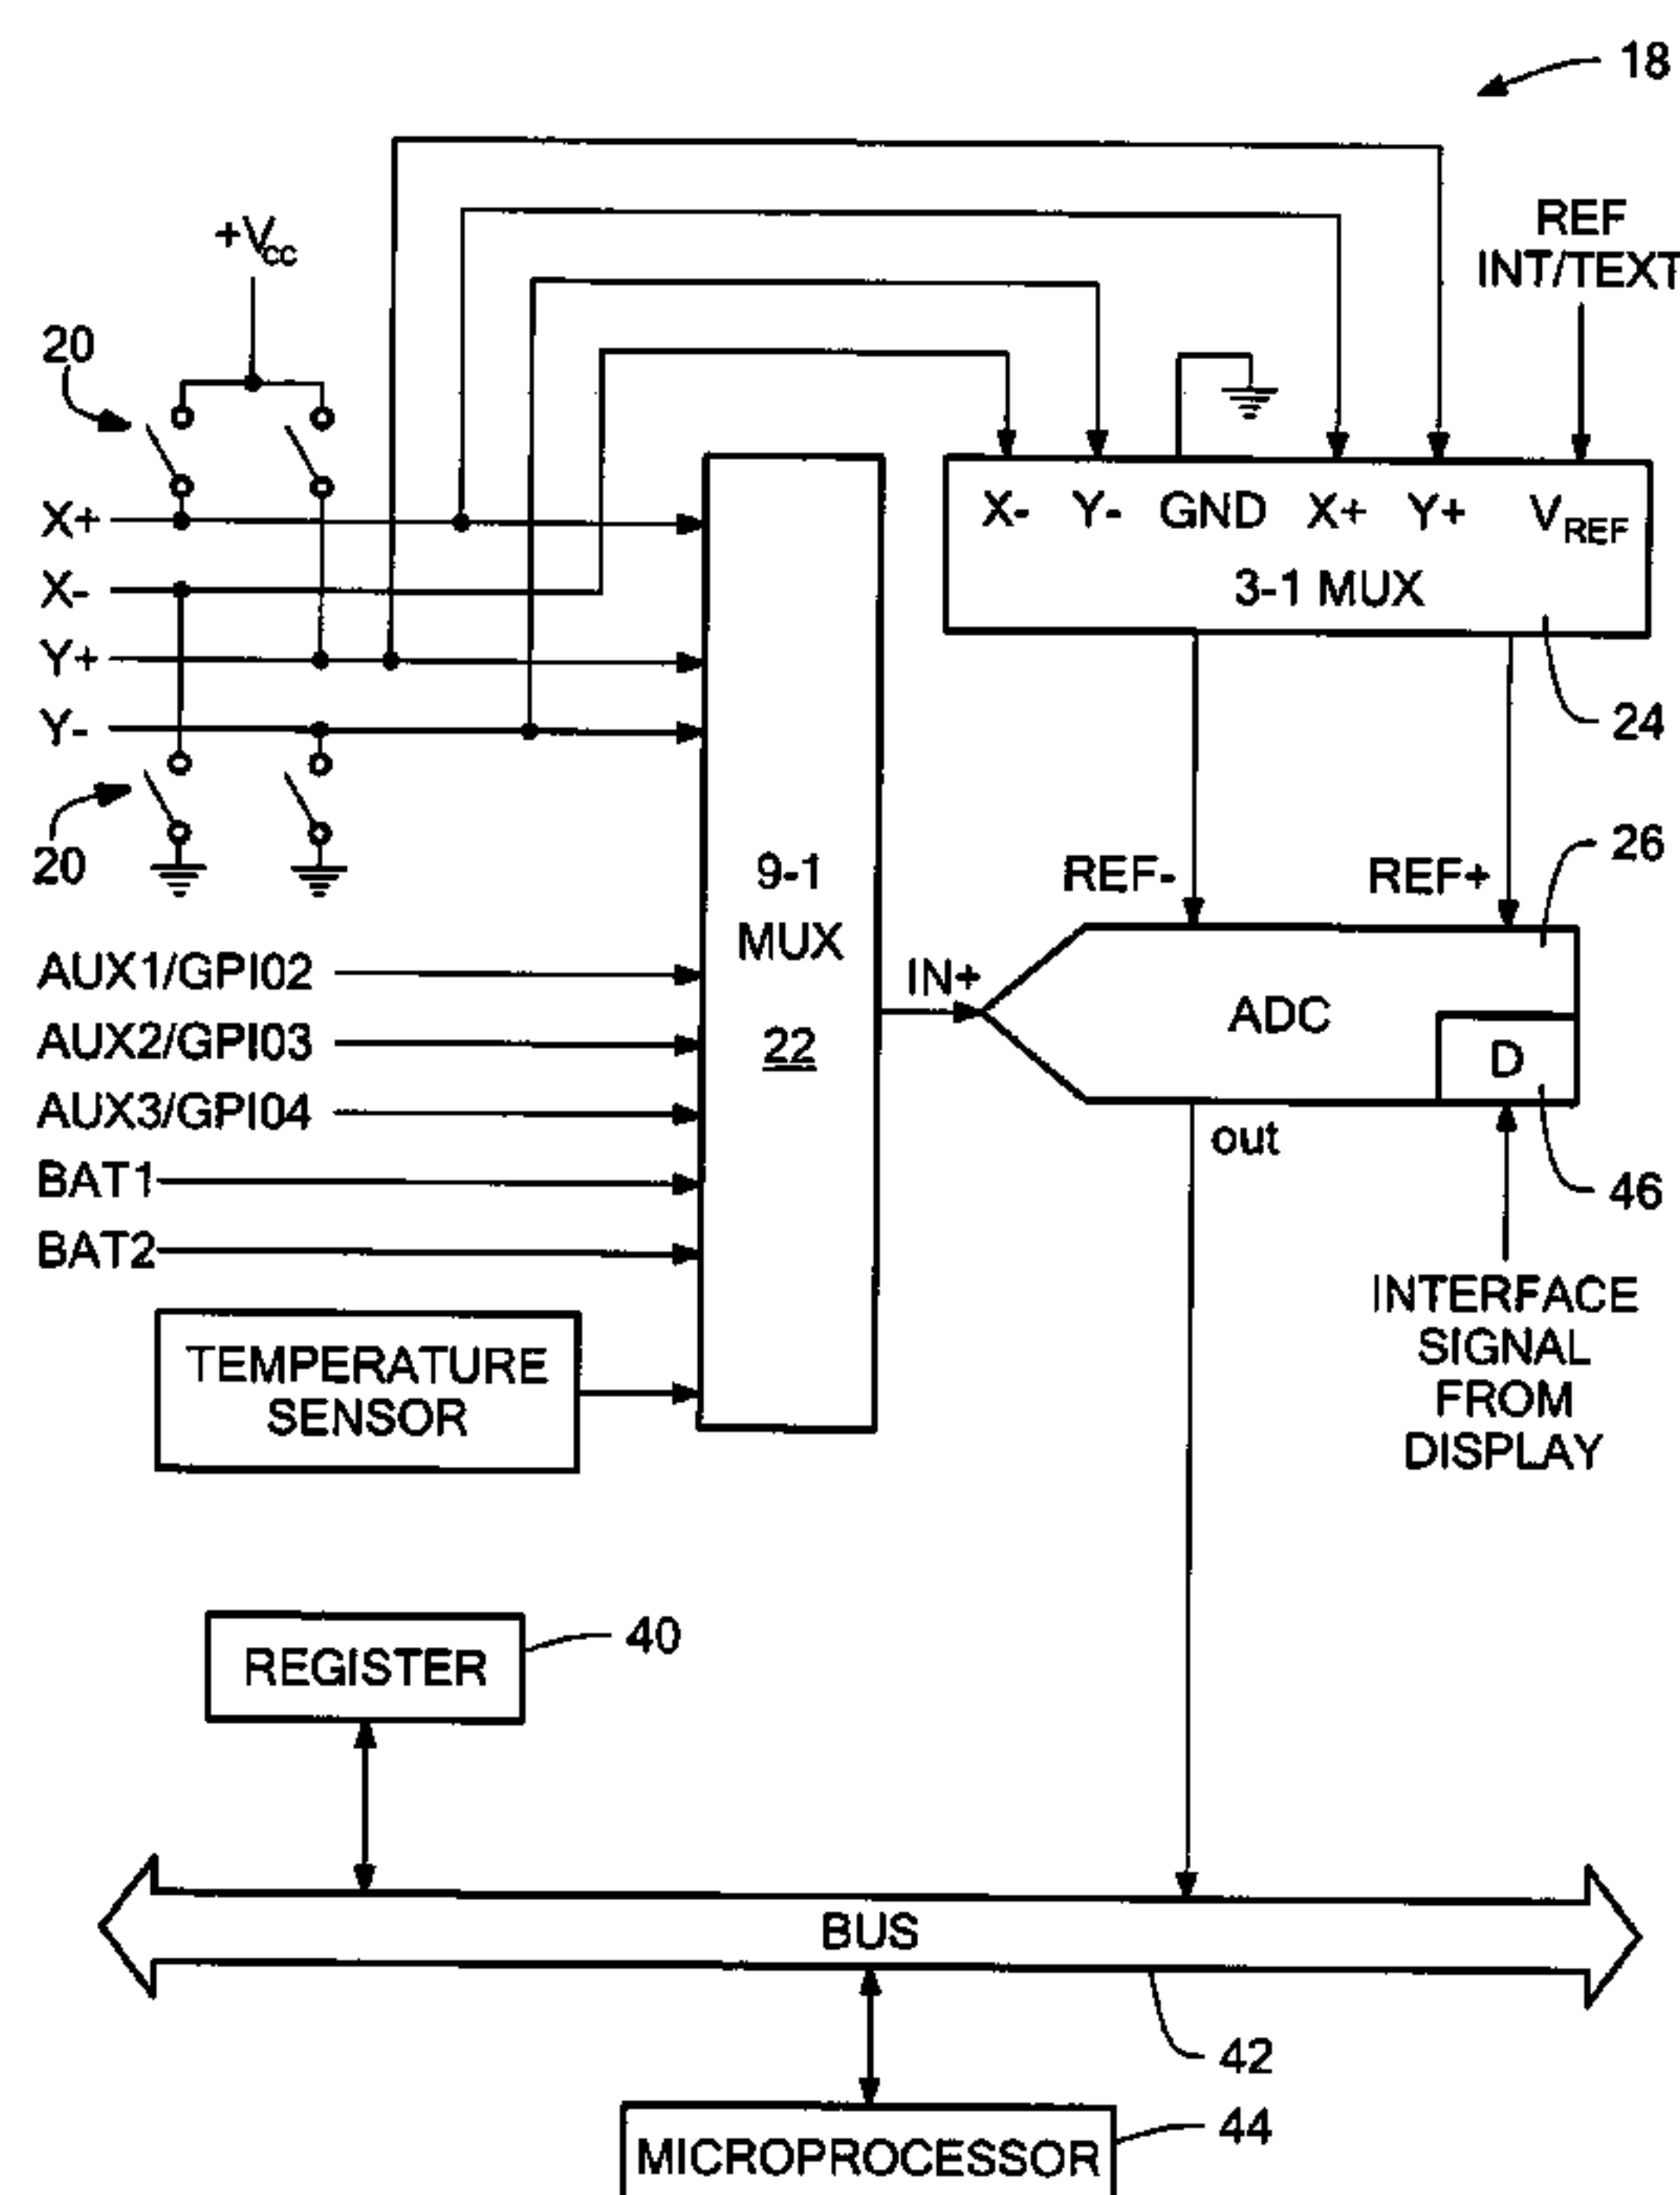 18
+VCC
REF
INT/TEXT
20
X+
X-
Y+
Y-
20
X- Y- GND X+ Y+ VREF
3-1 MUX
24
9-1
MUX
22
REF- REF+
26
IN+
ADC
D
out
46
AUX1/GPI02
AUX2/GPI03
AUX3/GPI04
BAT1
BAT2
TEMPERATURE
SENSOR
INTERFACE
SIGNAL
FROM
DISPLAY
REGISTER
40
BUS
42
MICROPROCESSOR
44